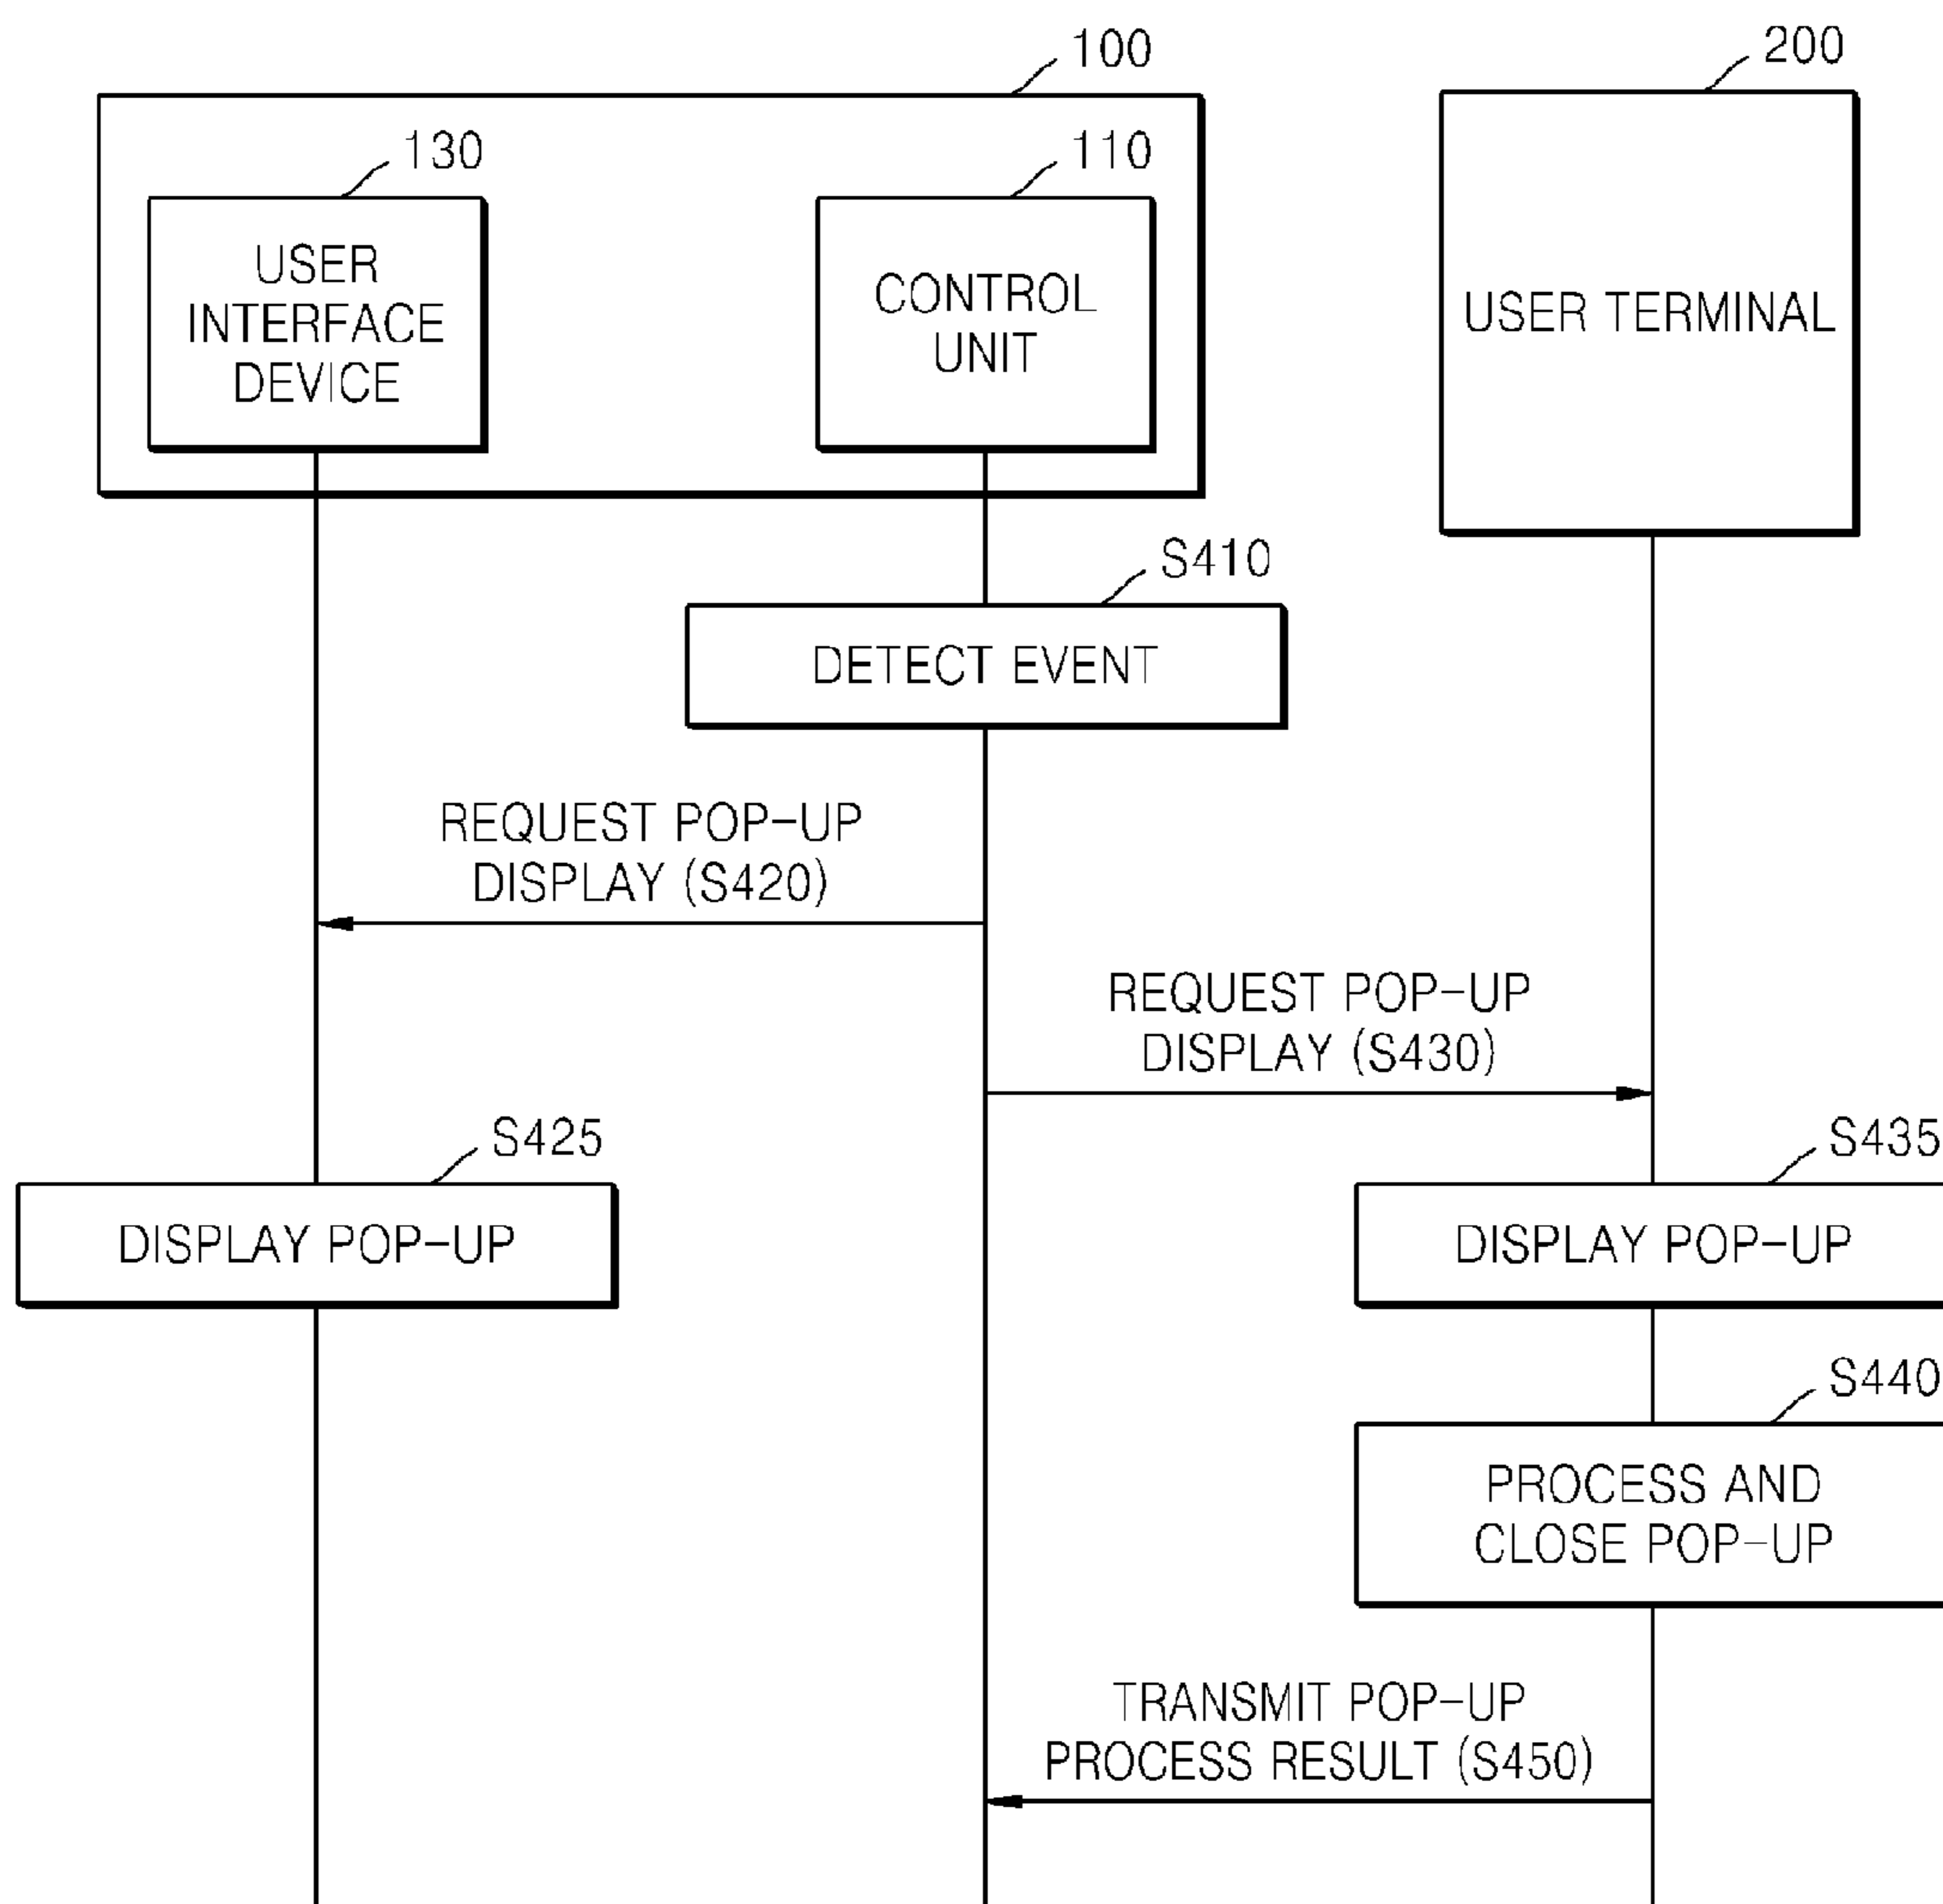 100
200
130
110
USER
INTERFACE
DEVICE
CONTROL
UNIT
USER TERMINAL
S410
DETECT EVENT
REQUEST POP-UP
DISPLAY (S420)
REQUEST POP-UP
DISPLAY (S430)
S425
S435
DISPLAY POP-UP
DISPLAY POP-UP
S440
PROCESS AND
CLOSE POP-UP
TRANSMIT POP-UP
PROCESS RESULT (S450)